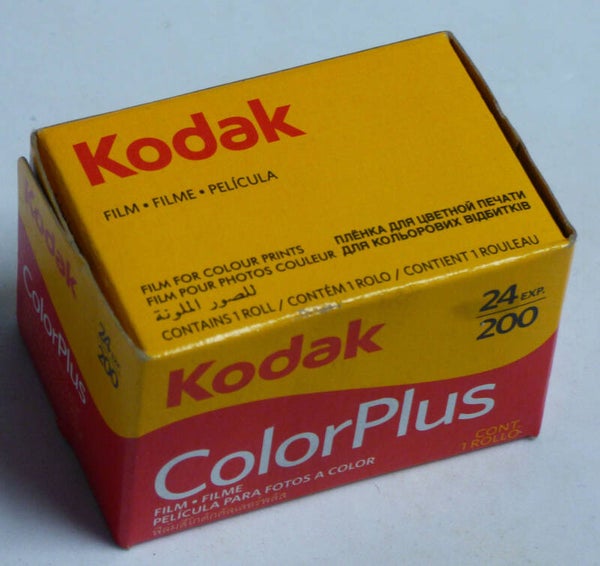 Kodak
FILM • FILME • PELÍCULA
FILM FOR COLOUR PRINTS
FILM POUR PHOTOS COULEUR
للصور الملونة
ПЛЁНКА ДЛЯ ЦВЕТНОЙ ПЕЧАТИ
ДЛЯ КОЛЬОРОВИХ ВІДБИТКІВ
CONTAINS 1 ROLL / CONTÉM 1 ROLO / CONTIENT 1 ROULEAU
Kodak
24 EXP.
200
ColorPlus
CONT.
1 ROLLO
FILM • FILME
PELÍCULA PARA FOTOS A COLOR
Kodak
24
200
ColorPlus